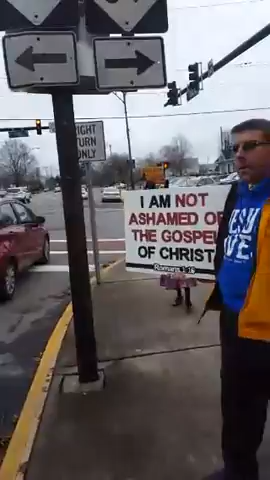 RIGHT
TURN
ONLY
I AM NOT
ASHAMED OF
THE GOSPEL
OF CHRIST
Romans 1:16